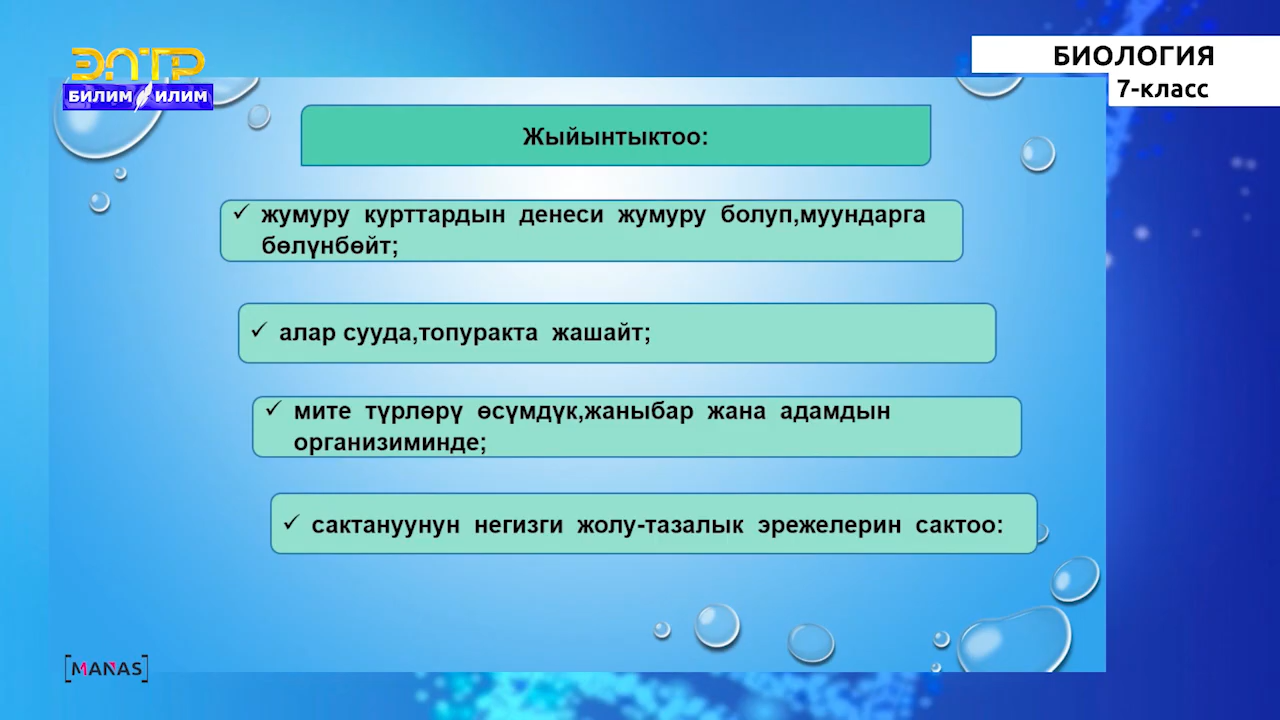 ЭЛТР
БИЛИМ ИЛИМ
БИОЛОГИЯ
7-класс
Жыйынтыктоо:
✓ жумуру курттардын денеси жумуру болуп,муундарга
бөлүнбөйт;
✓ алар сууда,топуракта жашайт;
✓ мите түрлөрү өсүмдүк,жаныбар жана адамдын
организиминде;
✓ сактануунун негизги жолу-тазалык эрежелерин сактоо:
[MANAS]